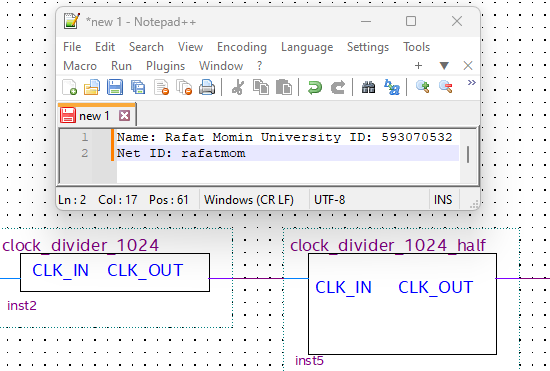 *new 1 - Notepad++
File Edit Search View Encoding Language Settings Tools
Macro Run Plugins Window ? + ▼ ×
new 1
1 Name: Rafat Momin University ID: 593070532
2 Net ID: rafatmom
Ln : 2 Col : 17 Pos : 61 Windows (CR LF) UTF-8 INS
clock_divider_1024 clock_divider_1024_half
CLK_IN CLK_OUT CLK_IN CLK_OUT
inst2
inst5